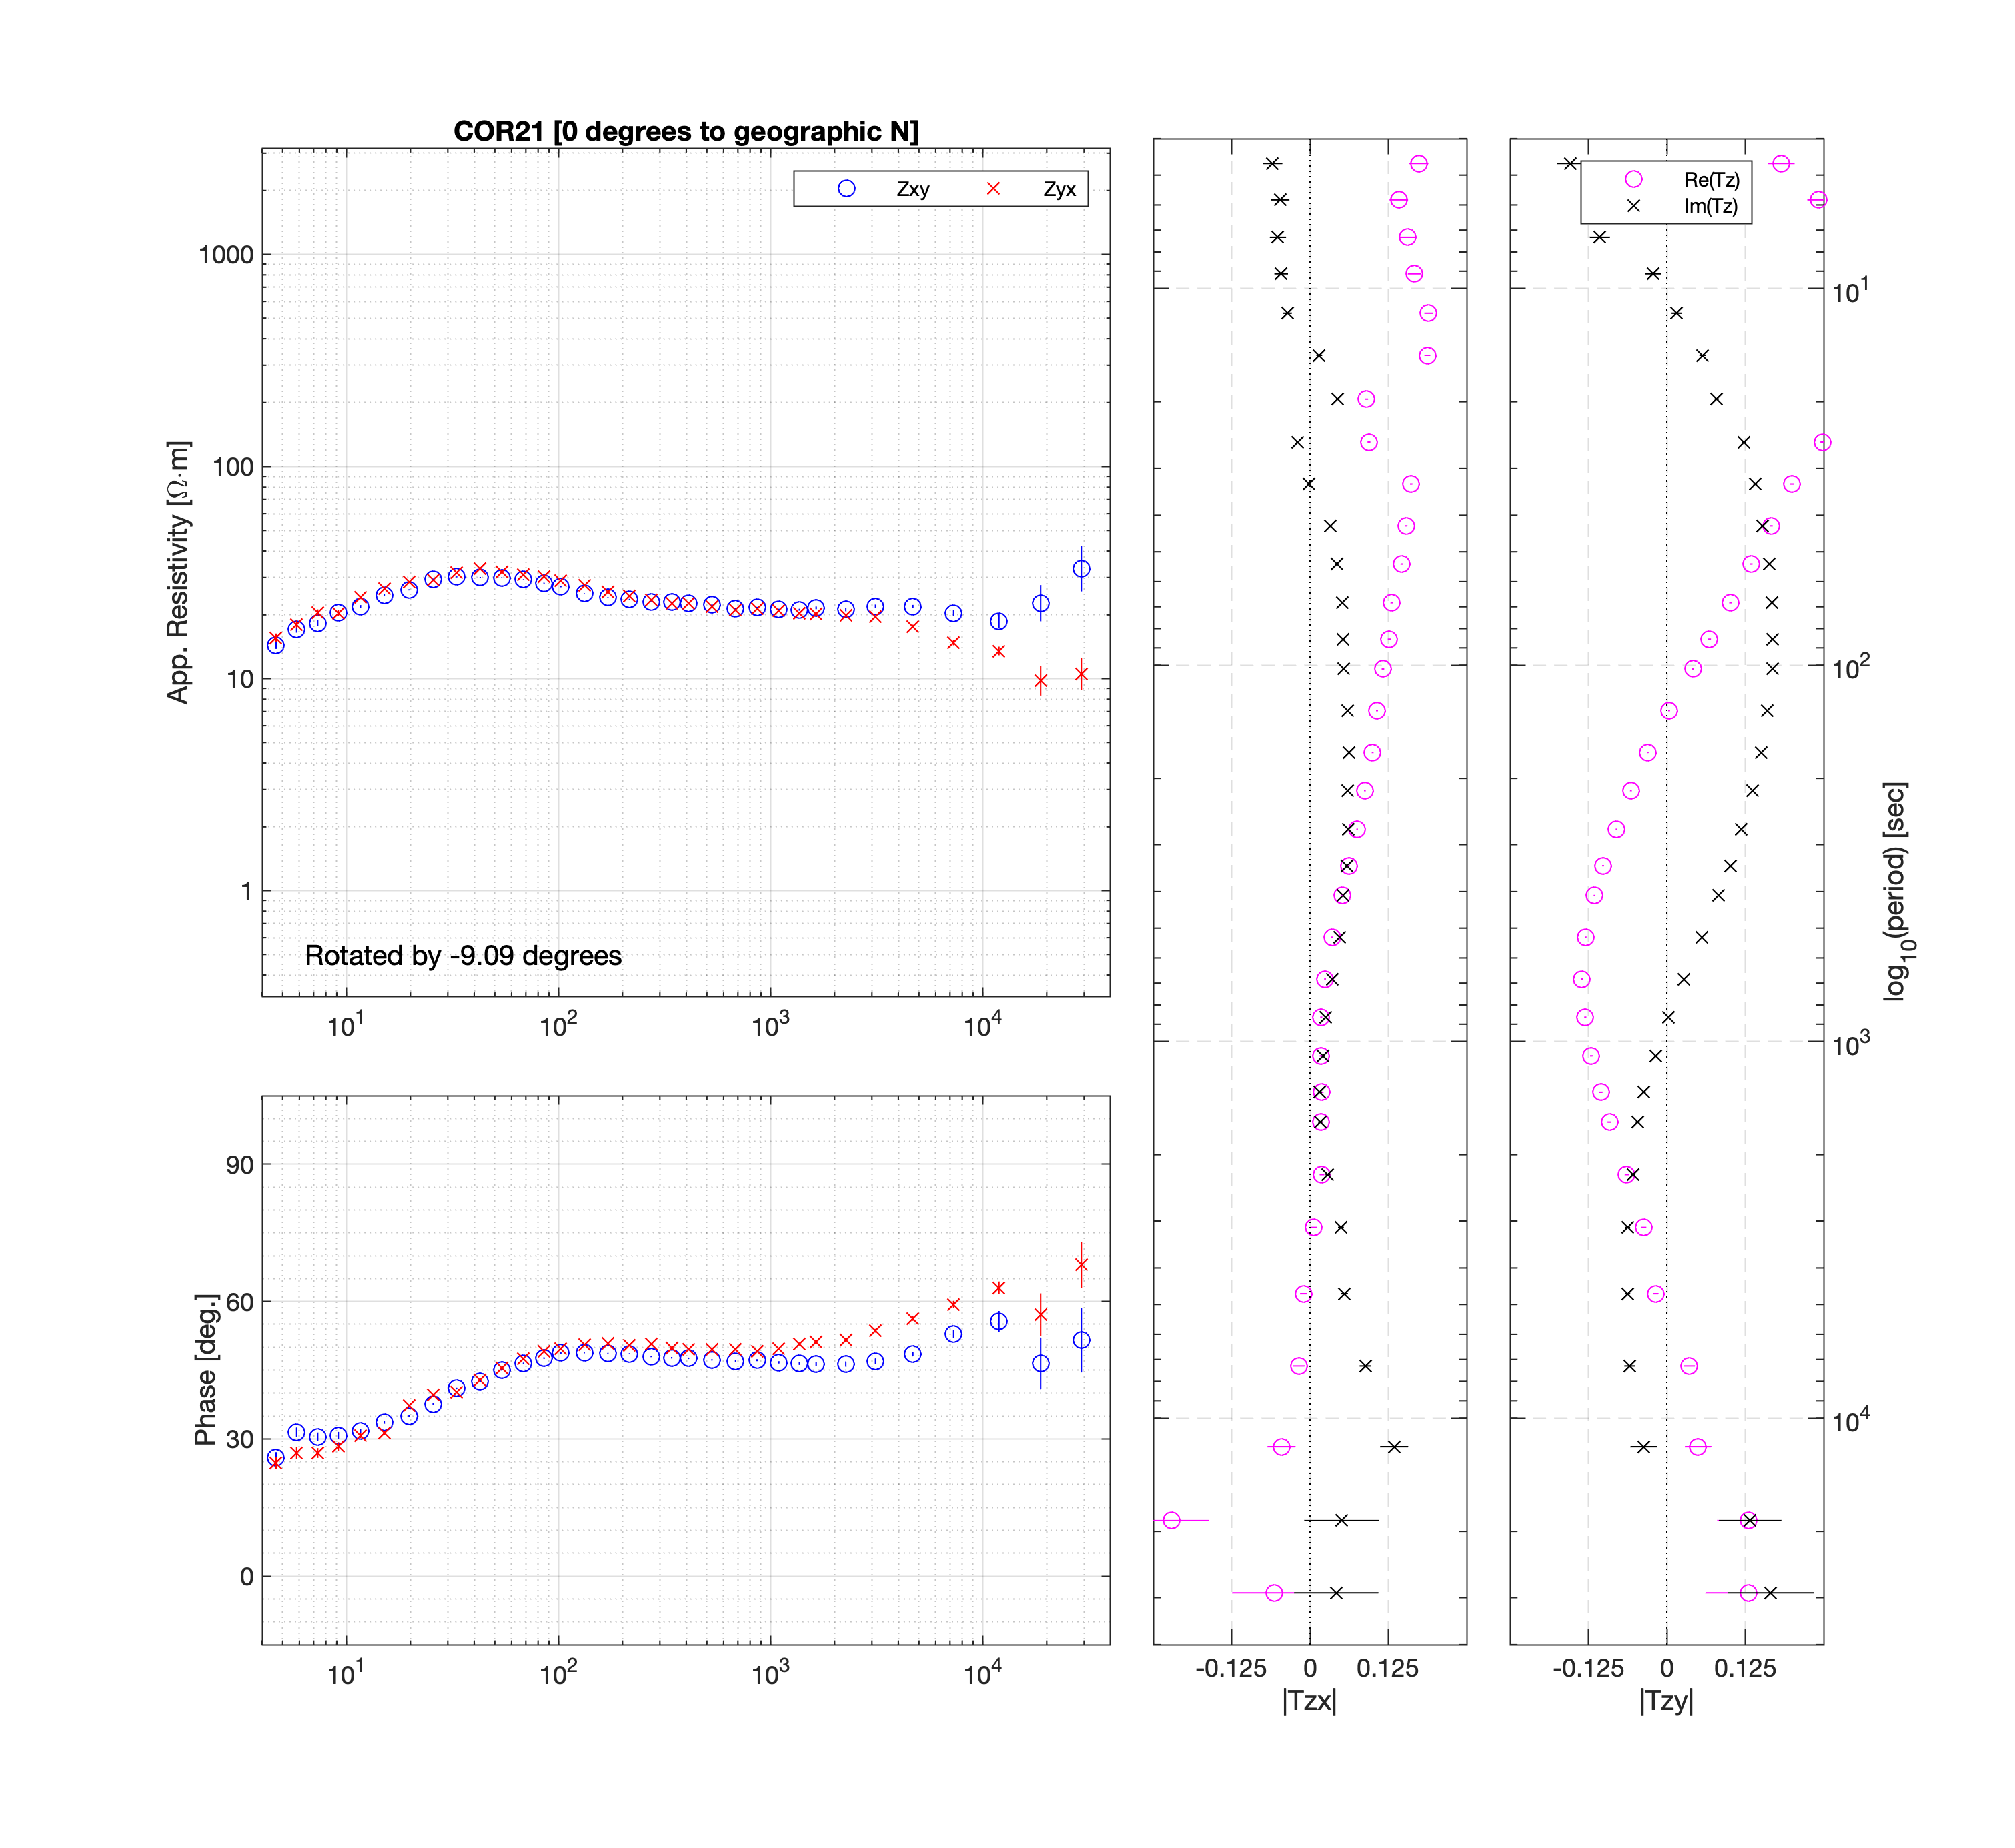 COR21 [0 degrees to geographic N]
Zxy
Zyx
App. Resistivity [Ω·m]
1000
100
10
1
Rotated by -9.09 degrees
10¹
10²
10³
10⁴
Phase [deg.]
90
60
30
0
10¹
10²
10³
10⁴
-0.125
0
0.125
|Tzx|
Re(Tz)
Im(Tz)
-0.125
0
0.125
|Tzy|
10¹
10²
10³
10⁴
log₁₀(period) [sec]